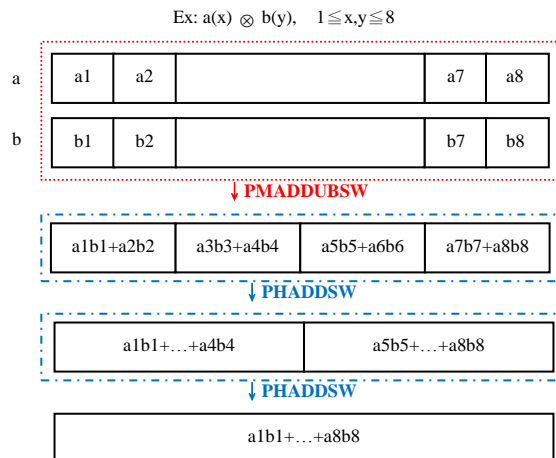 Ex: a(x) ⊗ b(y), 1≦x,y≦8
a a1 a2 a7 a8
b b1 b2 b7 b8
↓ PMADDUBSW
a1b1+a2b2 a3b3+a4b4 a5b5+a6b6 a7b7+a8b8
↓ PHADDSW
a1b1+…+a4b4 a5b5+…+a8b8
↓ PHADDSW
a1b1+…+a8b8